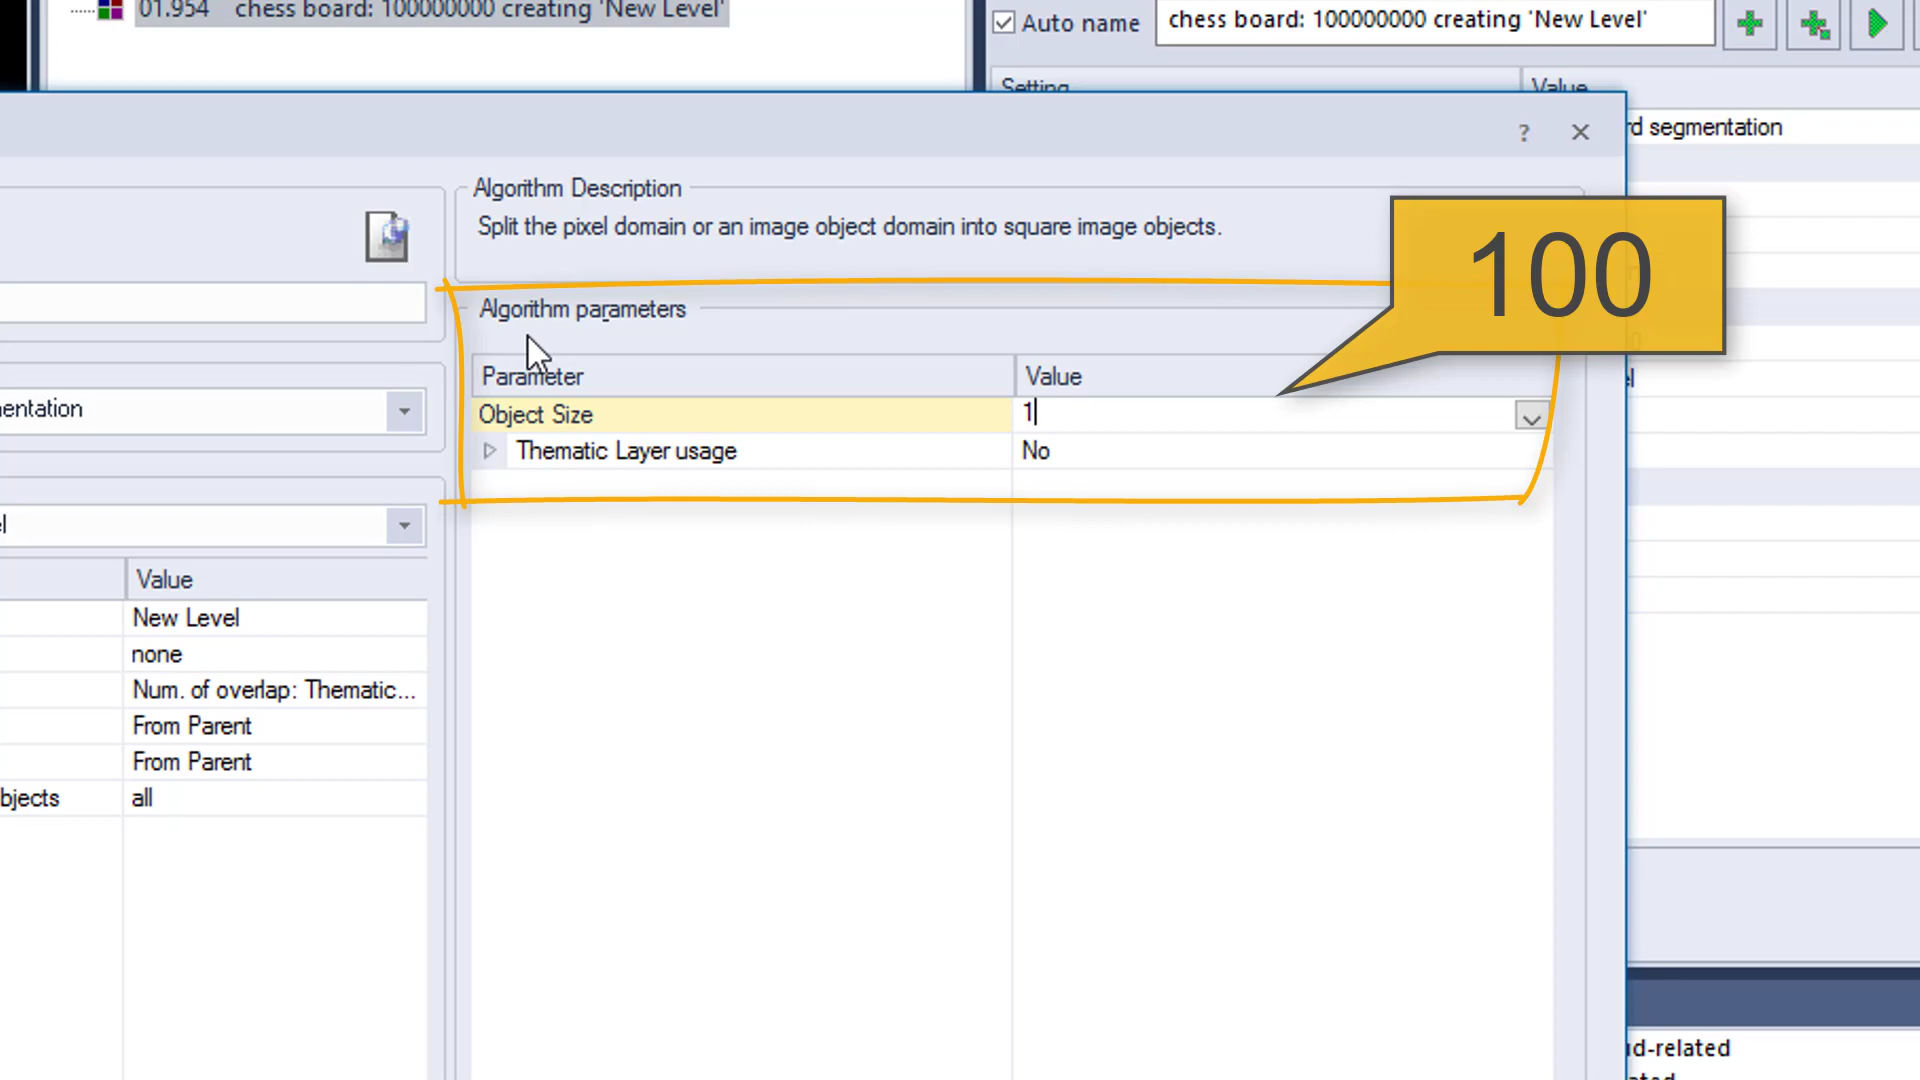 01.954 chess board: 100000000 creating 'New Level'
Auto name
chess board: 100000000 creating 'New Level'
Setting
Value
? ×
rd segmentation
Algorithm Description
Split the pixel domain or an image object domain into square image objects.
100
Algorithm parameters
Parameter
Value
Object Size
1
Thematic Layer usage
No
entation
el
Value
New Level
none
Num. of overlap: Thematic...
From Parent
From Parent
bjects
all
ud-related